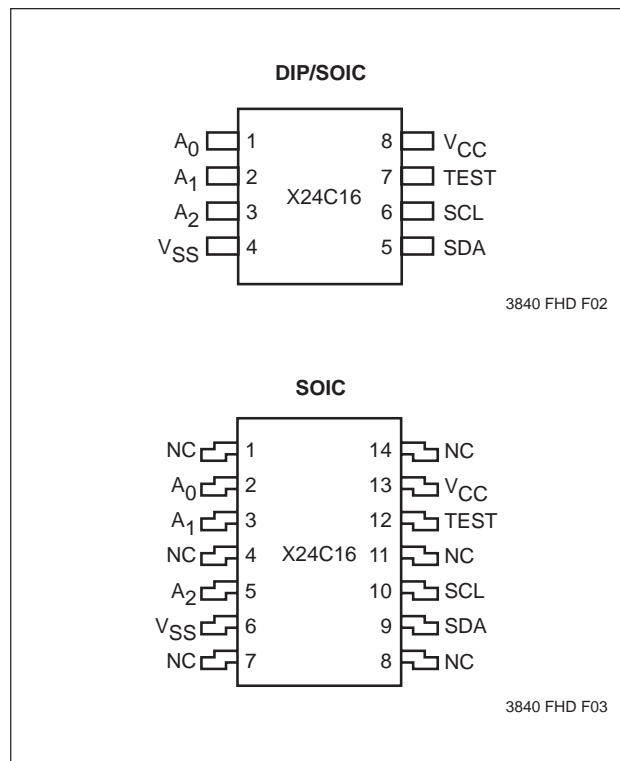 DIP/SOIC
A0 1 8 VCC
A1 2 7 TEST
X24C16
A2 3 6 SCL
VSS 4 5 SDA
3840 FHD F02
SOIC
NC 1 14 NC
A0 2 13 VCC
A1 3 12 TEST
NC 4 X24C16 11 NC
A2 5 10 SCL
VSS 6 9 SDA
NC 7 8 NC
3840 FHD F03